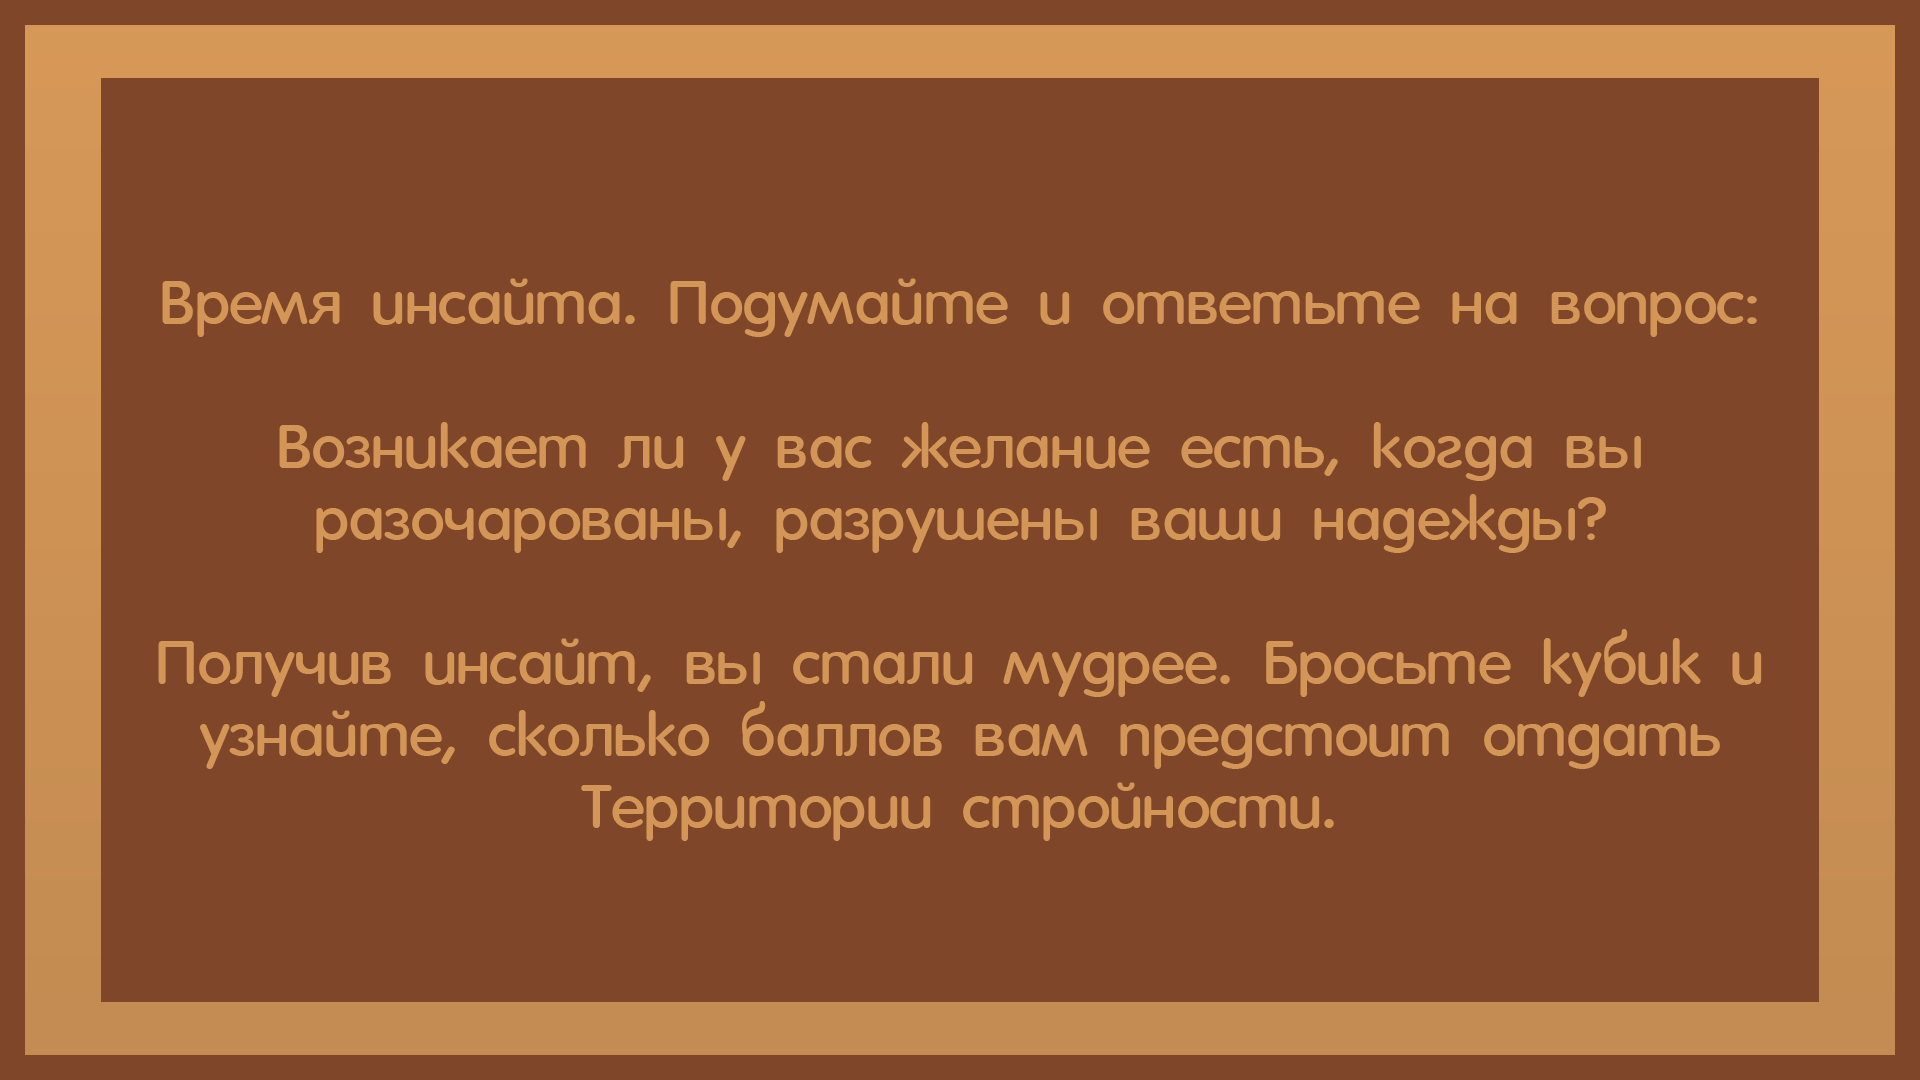 Время инсайта. Подумайте и ответьте на вопрос:
Возникает ли у вас желание есть, когда вы
разочарованы, разрушены ваши надежды?
Получив инсайт, вы стали мудрее. Бросьте кубик и
узнайте, сколько баллов вам предстоит отдать
Территории стройности.